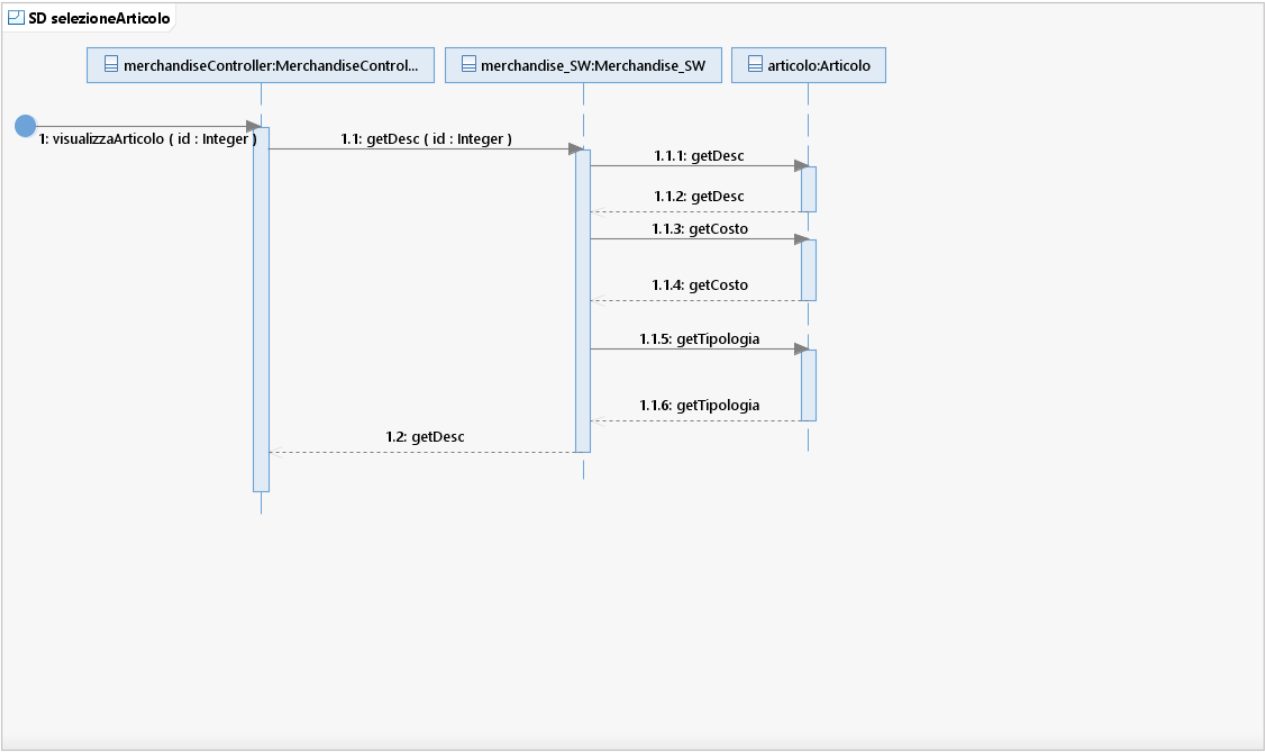 SD selezioneArticolo
merchandiseController:MerchandiseControl...
merchandise_SW:Merchandise_SW
articolo:Articolo
1: visualizzaArticolo ( id : Integer )
1.1: getDesc ( id : Integer )
1.1.1: getDesc
1.1.2: getDesc
1.1.3: getCosto
1.1.4: getCosto
1.1.5: getTipologia
1.1.6: getTipologia
1.2: getDesc